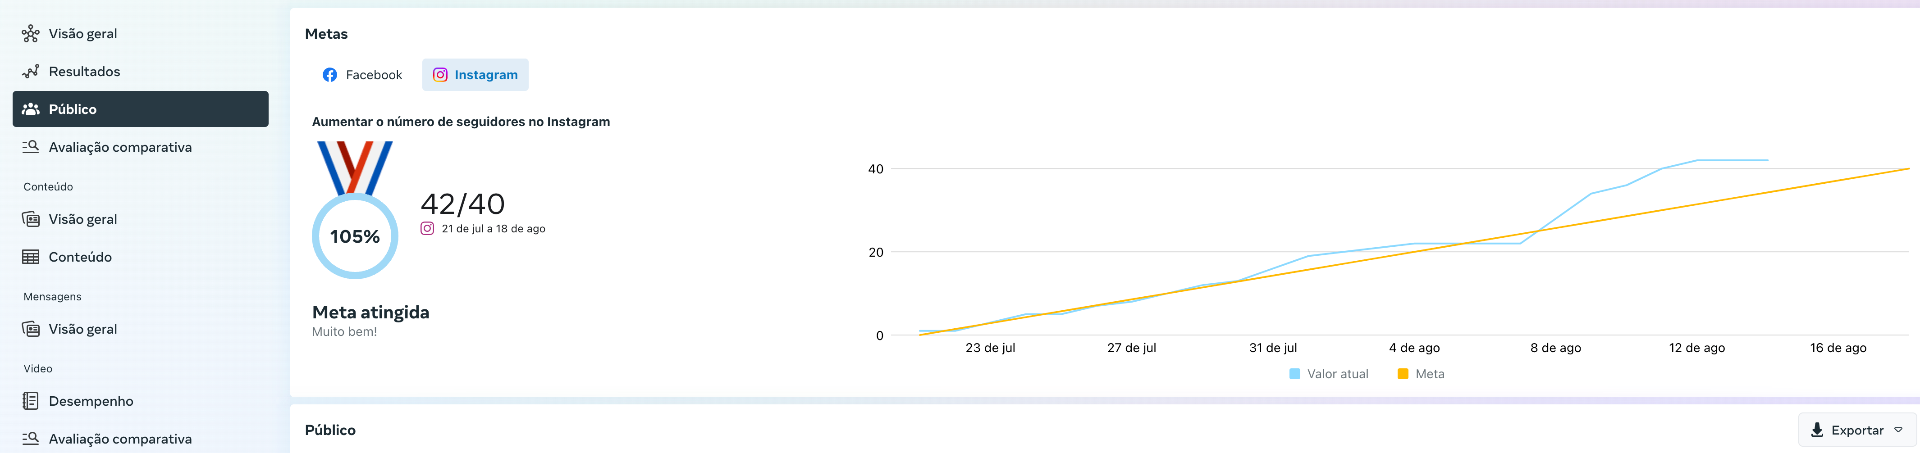 Visão geral
Resultados
Público
Avaliação comparativa
Conteúdo
Visão geral
Conteúdo
Mensagens
Visão geral
Video
Desempenho
Avaliação comparativa
Metas
Facebook
Instagram
Aumentar o número de seguidores no Instagram
105%
42/40
21 de jul a 18 de ago
Meta atingida
Muito bem!
40
20
0
23 de jul
27 de jul
31 de jul
4 de ago
8 de ago
12 de ago
16 de ago
Valor atual
Meta
Público
Exportar